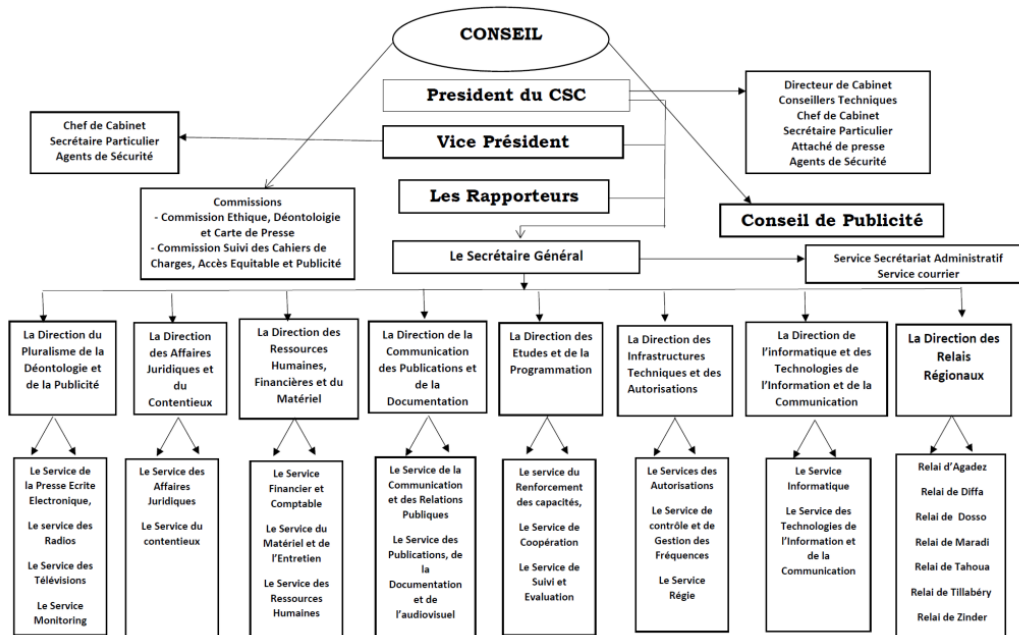 CONSEIL
President du CSC
Directeur de Cabinet
Conseillers Techniques
Chef de Cabinet
Secrétaire Particulier
Attaché de presse
Agents de Sécurité
Chef de Cabinet
Secrétaire Particulier
Agents de Sécurité
Vice Président
Les Rapporteurs
Commissions
- Commission Ethique, Déontoloigie
et Carte de Presse
- Commission Suivi des Cahiers de
Charges, Accès Equitable et Publicité
Conseil de Publicité
Le Secrétaire Général
Service Secrétariat Administratif
Service courrier
La Direction du
Pluralisme de la
Déontologie et
de la Publicité
La Direction
des Affaires
Juridiques et
du
Contentieux
La Direction des
Ressources
Humaines,
Financières et du
Matériel
La Direction de la
Communication
des Publications et
de la
Documentation
La Direction des
Etudes et de la
Programmation
La Direction des
Infrastructures
Techniques et des
Autorisations
La Direction de
l'informatique et des
Technologies de
l'Information et de la
Communication
La Direction des
Relais
Régionaux
Le Service de
la Presse Ecrite
Electronique,
Le service des
Radios
Le Service des
Télévisions
Le Service
Monitoring
Le Service des
Affaires
Juridiques
Le Service du
contentieux
Le Service
Financier et
Comptable
Le Service du
Matériel et de
l'Entretien
Le Service des
Ressources
Humaines
Le Service de la
Communication
et des Relations
Publiques
Le Service des
Publications, de
la
Documentation
et de
l'audiovisuel
Le service du
Renforcement
des capacités,
Le Service de
Coopération
Le Service de
Suivi et
Evaluation
Le Services des
Autorisations
Le Service de
contrôle et de
Gestion des
Fréquences
Le Service
Régie
Le Service
Informatique
Le Service des
Technologies de
l'Information et
de la
Communication
Relai d'Agadez
Relai de Diffa
Relai de Dosso
Relai de Maradi
Relai de Tahoua
Relai de Tillabéry
Relai de Zinder